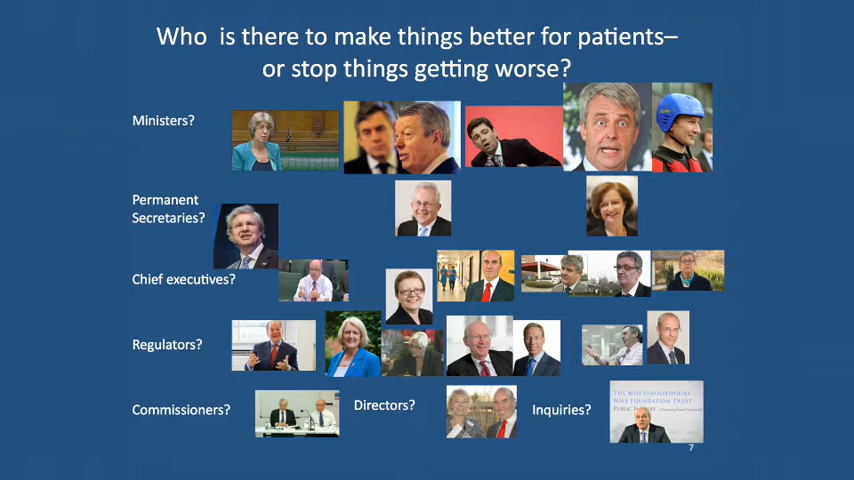 Who is there to make things better for patients–
or stop things getting worse?
Ministers?
Permanent
Secretaries?
Chief executives?
Regulators?
Commissioners?
Directors?
Inquiries?
THE MID STAFFORDSHIRE
NHS FOUNDATION TRUST
PUBLIC INQUIRY
7